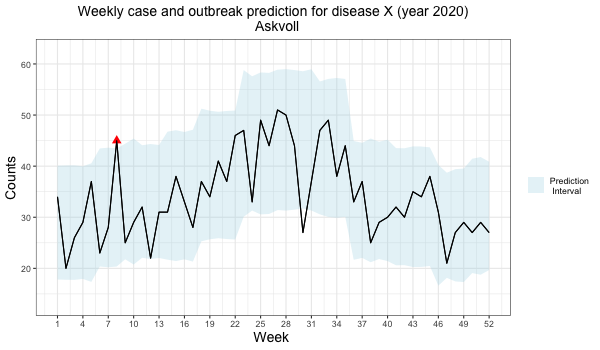 Weekly case and outbreak prediction for disease X (year 2020)
Askvoll
Counts
60
50
40
30
20
1 4 7 10 13 16 19 22 25 28 31 34 37 40 43 46 49 52
Week
Prediction
Interval